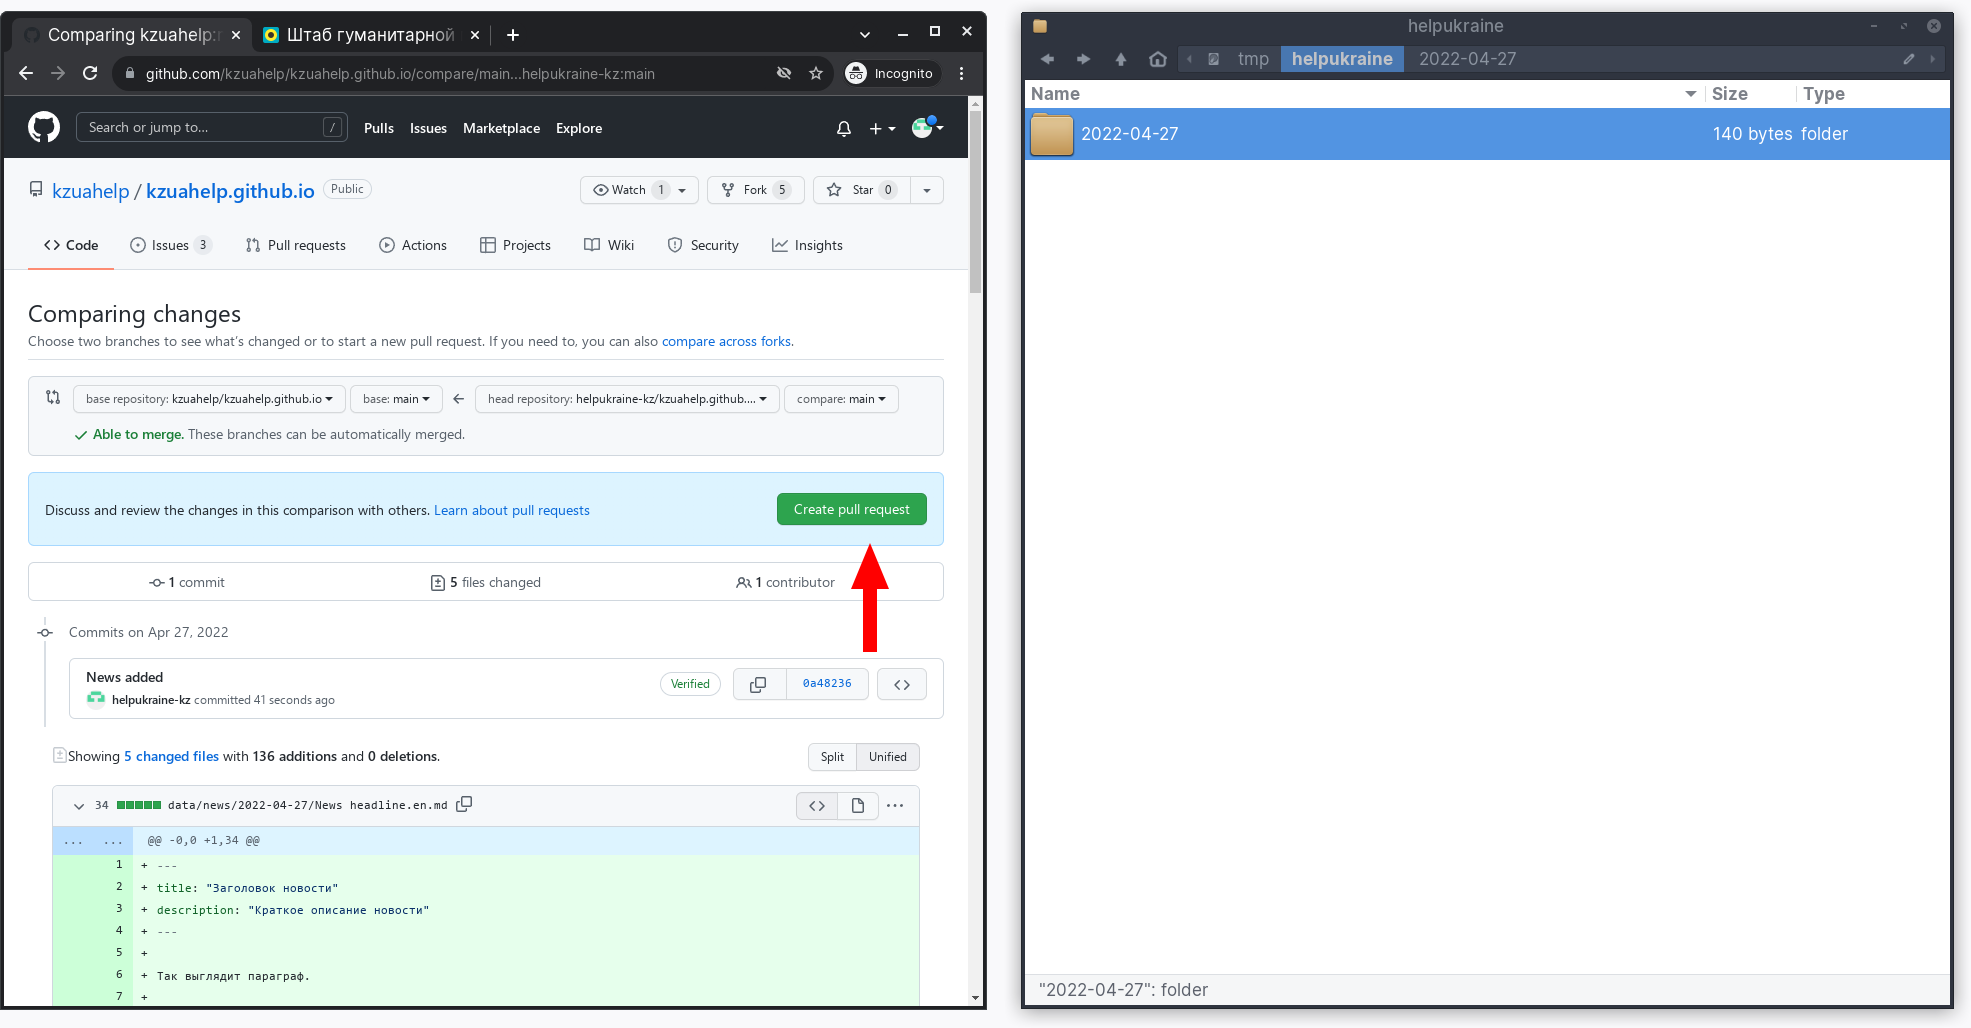 Comparing kzuahelp:
Штаб гуманитарной
github.com/kzuahelp/kzuahelp.github.io/compare/main...helpukraine-kz:main
Incognito
Search or jump to...
/
Pulls
Issues
Marketplace
Explore
kzuahelp / kzuahelp.github.io
Public
Watch 1
Fork 5
Star 0
Code
Issues 3
Pull requests
Actions
Projects
Wiki
Security
Insights
Comparing changes
Choose two branches to see what's changed or to start a new pull request. If you need to, you can also compare across forks.
base repository: kzuahelp/kzuahelp.github.io
base: main
head repository: helpukraine-kz/kzuahelp.github....
compare: main
Able to merge. These branches can be automatically merged.
Discuss and review the changes in this comparison with others. Learn about pull requests
Create pull request
1 commit
5 files changed
1 contributor
Commits on Apr 27, 2022
News added
helpukraine-kz committed 41 seconds ago
Verified
0a48236
Showing 5 changed files with 136 additions and 0 deletions.
Split
Unified
34 data/news/2022-04-27/News headline.en.md
... ... @@ -0,0 +1,34 @@
1 + ---
2 + title: "Заголовок новости"
3 + description: "Краткое описание новости"
4 + ---
5 +
6 + Так выглядит параграф.
7 +
helpukraine
tmp
helpukraine
2022-04-27
Name
Size
Type
2022-04-27
140 bytes
folder
"2022-04-27": folder